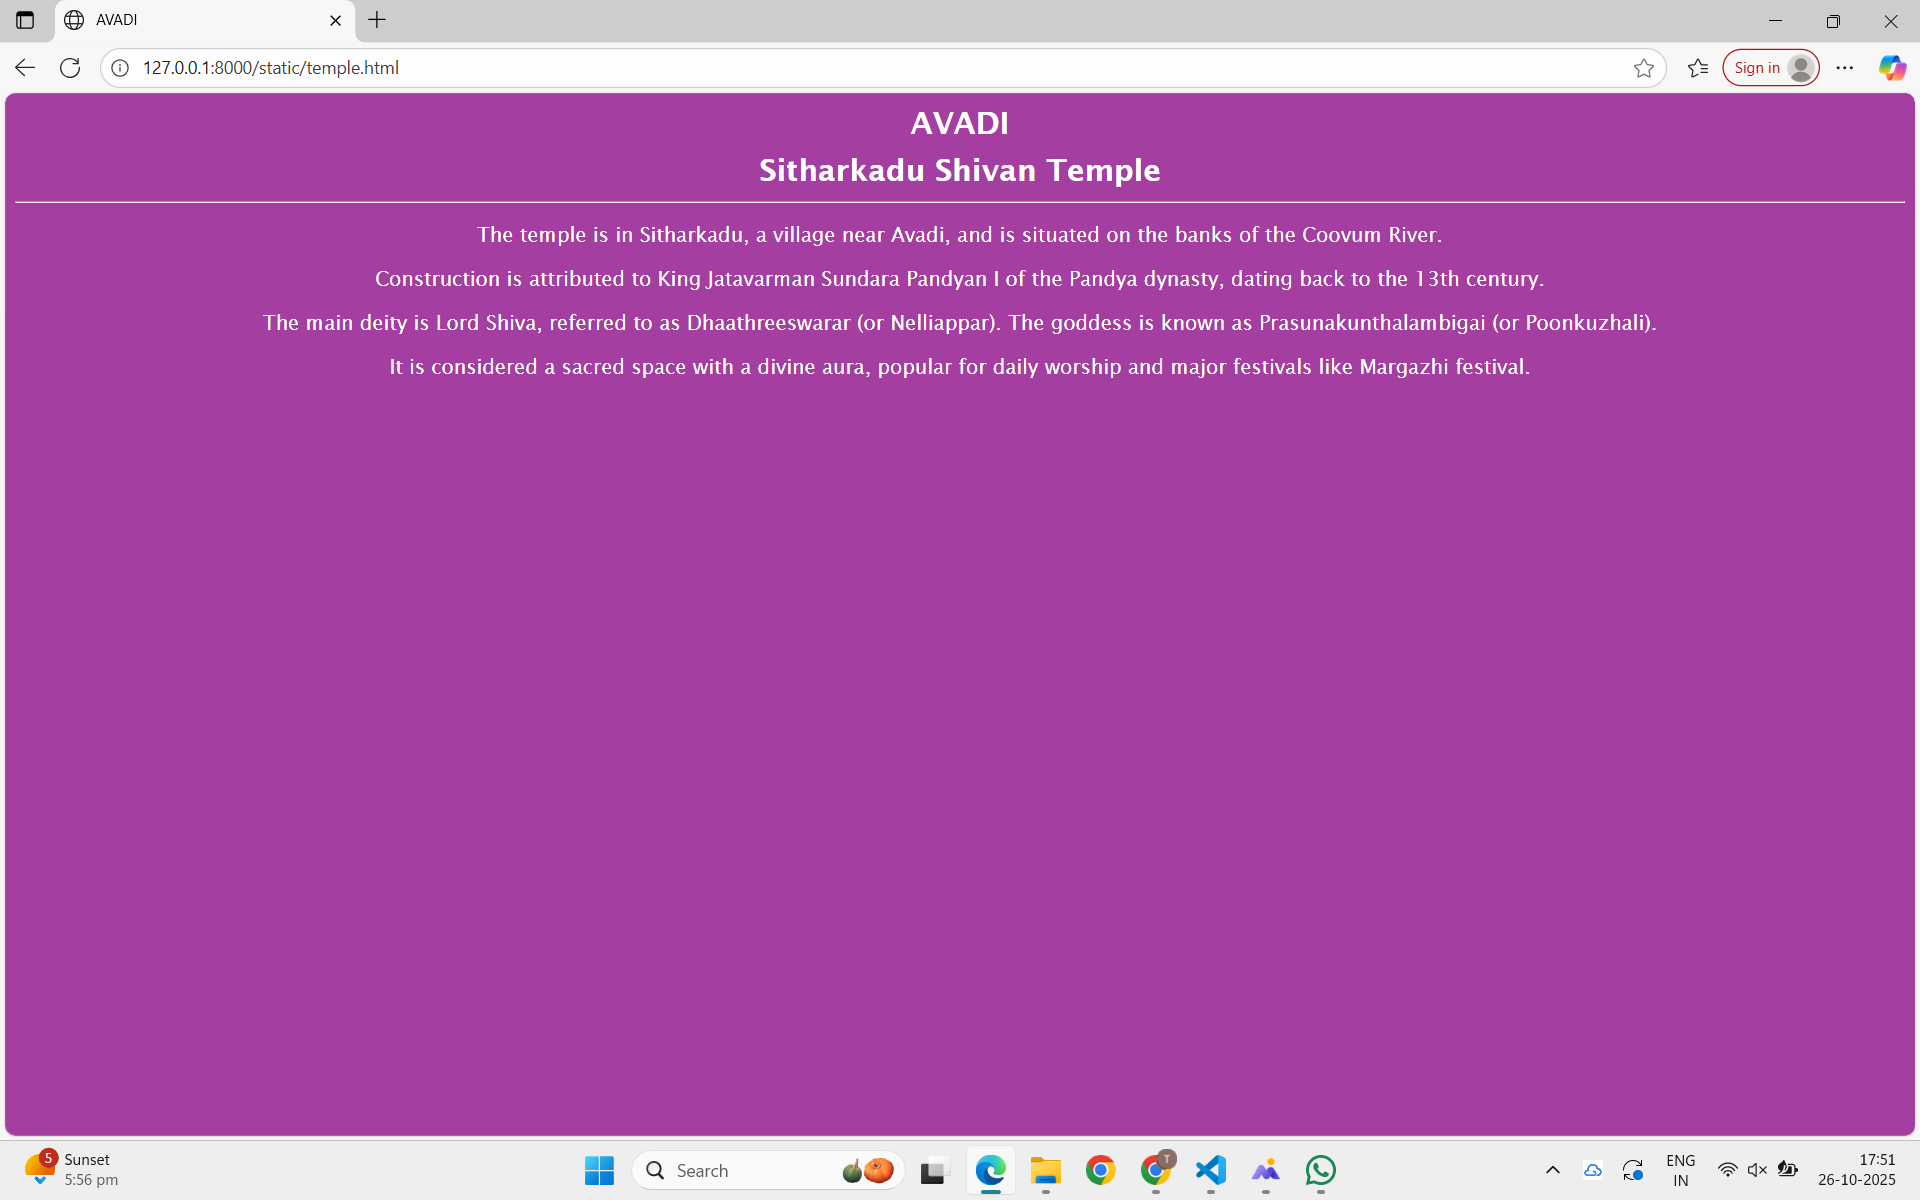 AVADI
127.0.0.1:8000/static/temple.html
Sign in
AVADI
Sitharkadu Shivan Temple
The temple is in Sitharkadu, a village near Avadi, and is situated on the banks of the Coovum River.
Construction is attributed to King Jatavarman Sundara Pandyan I of the Pandya dynasty, dating back to the 13th century.
The main deity is Lord Shiva, referred to as Dhaathreeswarar (or Nelliappar). The goddess is known as Prasunakunthalambigai (or Poonkuzhali).
It is considered a sacred space with a divine aura, popular for daily worship and major festivals like Margazhi festival.
5
Sunset
5:56 pm
Search
T
ENG
IN
17:51
26-10-2025